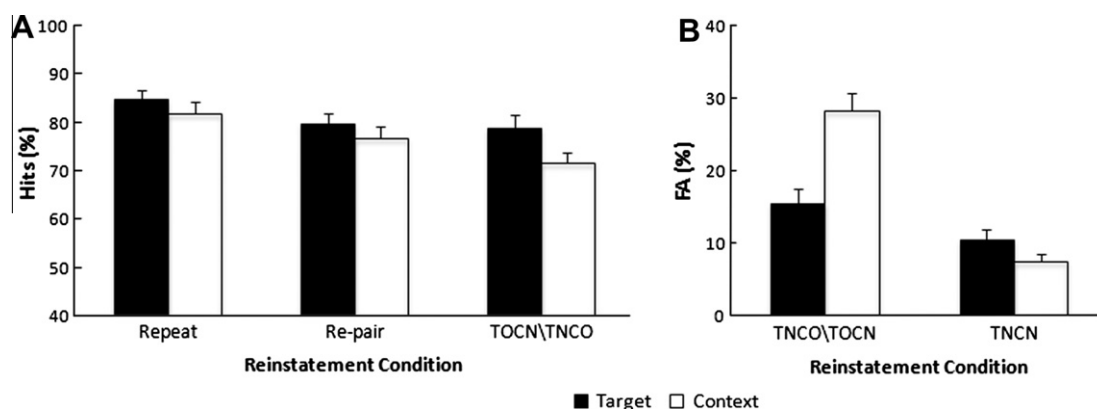 A
Hits (%)
100
90
80
70
60
50
40
Repeat
Re-pair
TOCN\TNCO
Reinstatement Condition
B
FA (%)
40
30
20
10
0
TNCO\TOCN
TNCN
Reinstatement Condition
Target
Context